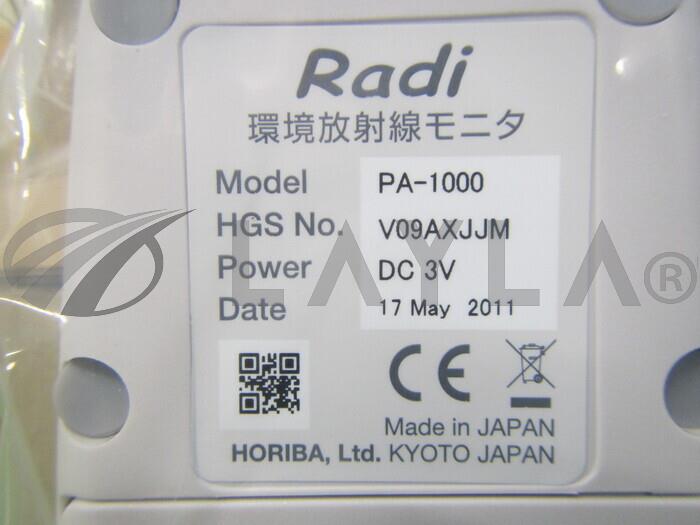 Radi
環境放射線モニタ
Model PA-1000
HGS No. V09AXJJM
Power DC 3V
Date 17 May 2011
LAYLA®
CE
Made in JAPAN
HORIBA, Ltd. KYOTO JAPAN